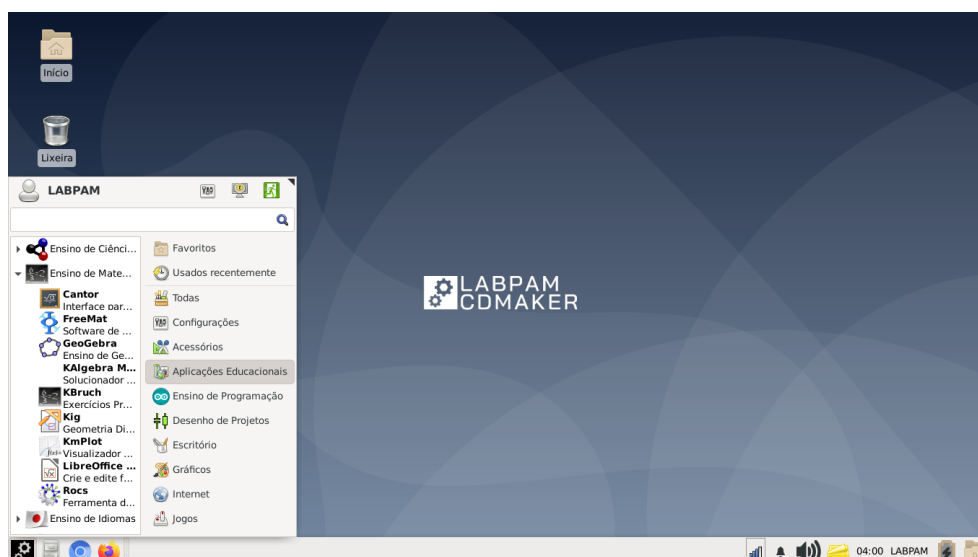 Início
Lixeira
LABPAM
Ensino de Ciênci...
Ensino de Mate...
Cantor
Interface par...
FreeMat
Software de ...
GeoGebra
Ensino de Ge...
KAlgebra M...
Solucionador ...
KBruch
Exercícios Pr...
Kig
Geometria Di...
KmPlot
Visualizador ...
LibreOffice ...
Crie e edite f...
Rocs
Ferramenta d...
Ensino de Idiomas
Favoritos
Usados recentemente
Todas
Configurações
Acessórios
Aplicações Educacionais
Ensino de Programação
Desenho de Projetos
Escritório
Gráficos
Internet
Jogos
LABPAM
CDMAKER
04:00 LABPAM